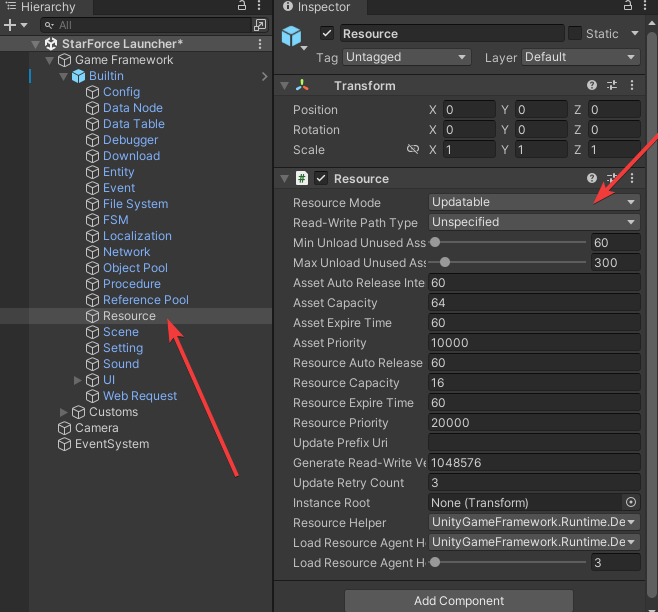 Hierarchy
All
StarForce Launcher*
Game Framework
Builtin
Config
Data Node
Data Table
Debugger
Download
Entity
Event
File System
FSM
Localization
Network
Object Pool
Procedure
Reference Pool
Resource
Scene
Setting
Sound
UI
Web Request
Customs
Camera
EventSystem
Inspector
Resource Static
Tag Untagged Layer Default
Transform
Position X 0 Y 0 Z 0
Rotation X 0 Y 0 Z 0
Scale X 1 Y 1 Z 1
Resource
Resource Mode Updatable
Read-Write Path Type Unspecified
Min Unload Unused Ass 60
Max Unload Unused Ass 300
Asset Auto Release Inte 60
Asset Capacity 64
Asset Expire Time 60
Asset Priority 10000
Resource Auto Release 60
Resource Capacity 16
Resource Expire Time 60
Resource Priority 20000
Update Prefix Uri
Generate Read-Write Ve 1048576
Update Retry Count 3
Instance Root None (Transform)
Resource Helper UnityGameFramework.Runtime.De
Load Resource Agent H UnityGameFramework.Runtime.De
Load Resource Agent H 3
Add Component